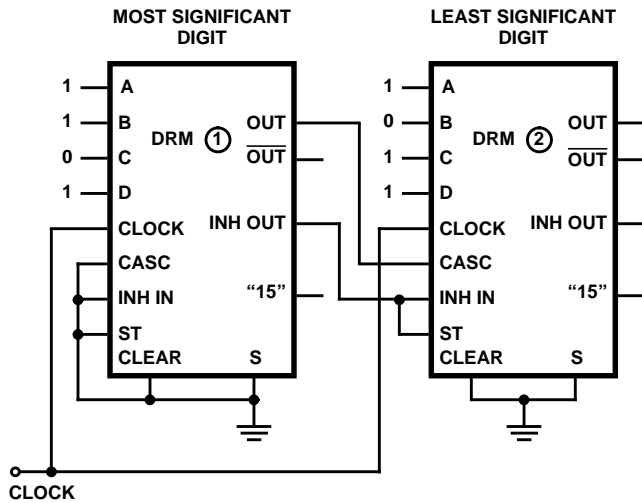 MOST SIGNIFICANT
DIGIT
1 A
1 B
0 C
1 D
CLOCK
CASC
INH IN
ST
CLEAR
S
DRM 1
OUT
OUT
INH OUT
“15”
LEAST SIGNIFICANT
DIGIT
1 A
0 B
1 C
1 D
CLOCK
CASC
INH IN
ST
CLEAR
S
DRM 2
OUT
OUT
INH OUT
“15”
CLOCK